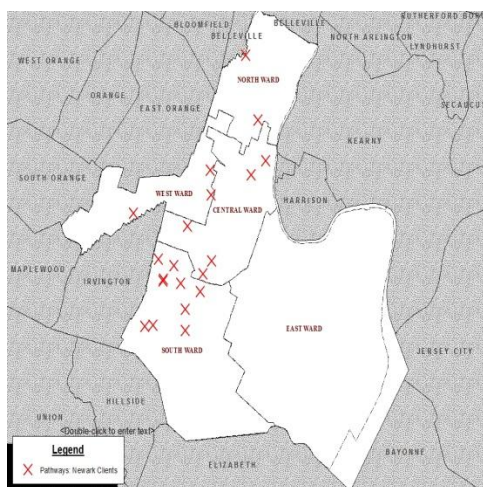 BLOOMFIELD
BELLEVILLE
BELLEVILLE
RUTHERFORD BORO
NORTH ARLINGTON
LYNDHURST
WEST ORANGE
NORTH WARD
ORANGE
EAST ORANGE
SECAUCUS
KEARNY
SOUTH ORANGE
WEST WARD
HARRISON
CENTRAL WARD
MAPLEWOOD
IRVINGTON
EAST WARD
SOUTH WARD
JERSEY CITY
HILLSIDE
UNION
<Double-click to enter text>
Legend
Pathways: Newark Clients
BAYONNE
ELIZABETH